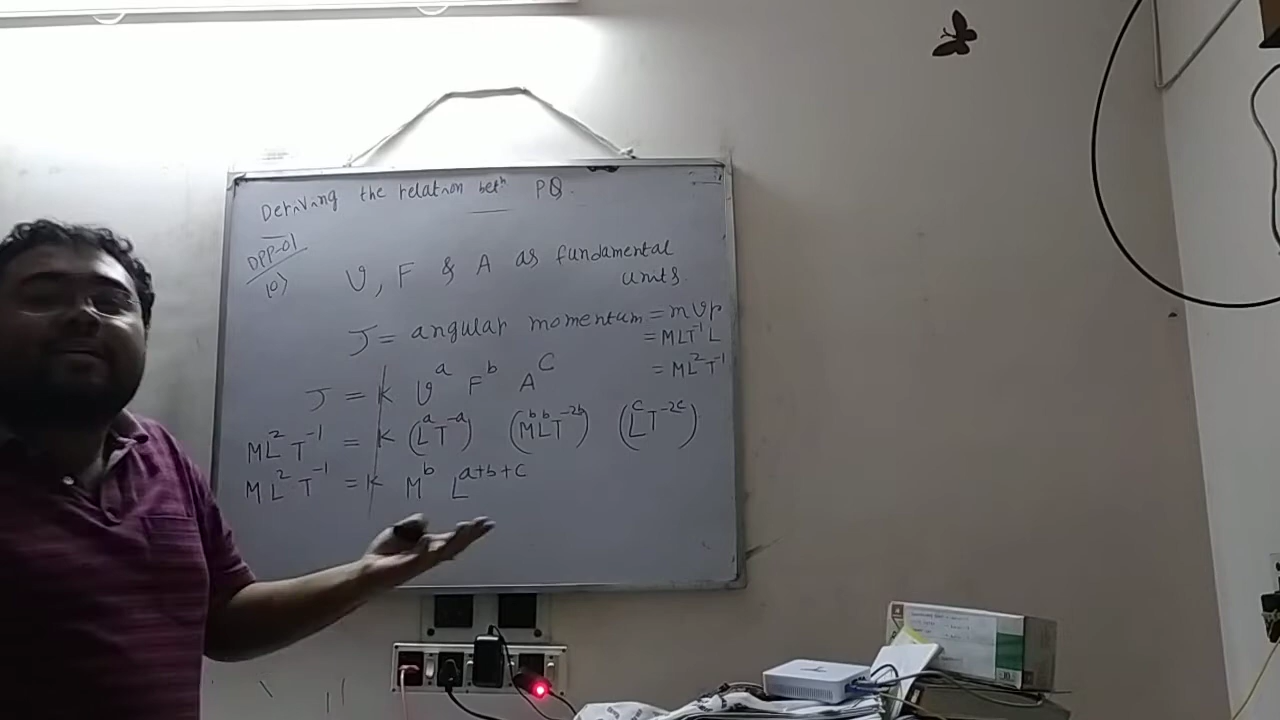 Deriving the relation betⁿ PQ.
DPP-01
10>
v, F & A as fundamental
units.
J = angular momentum = mvr
= MLT⁻¹L
= ML²T⁻¹
J = K vᵃ Fᵇ Aᶜ
ML²T⁻¹ = K (LᵃT⁻ᵃ) (MᵇLᵇT⁻²ᵇ) (LᶜT⁻²ᶜ)
ML²T⁻¹ = K Mᵇ Lᵃ⁺ᵇ⁺ᶜ